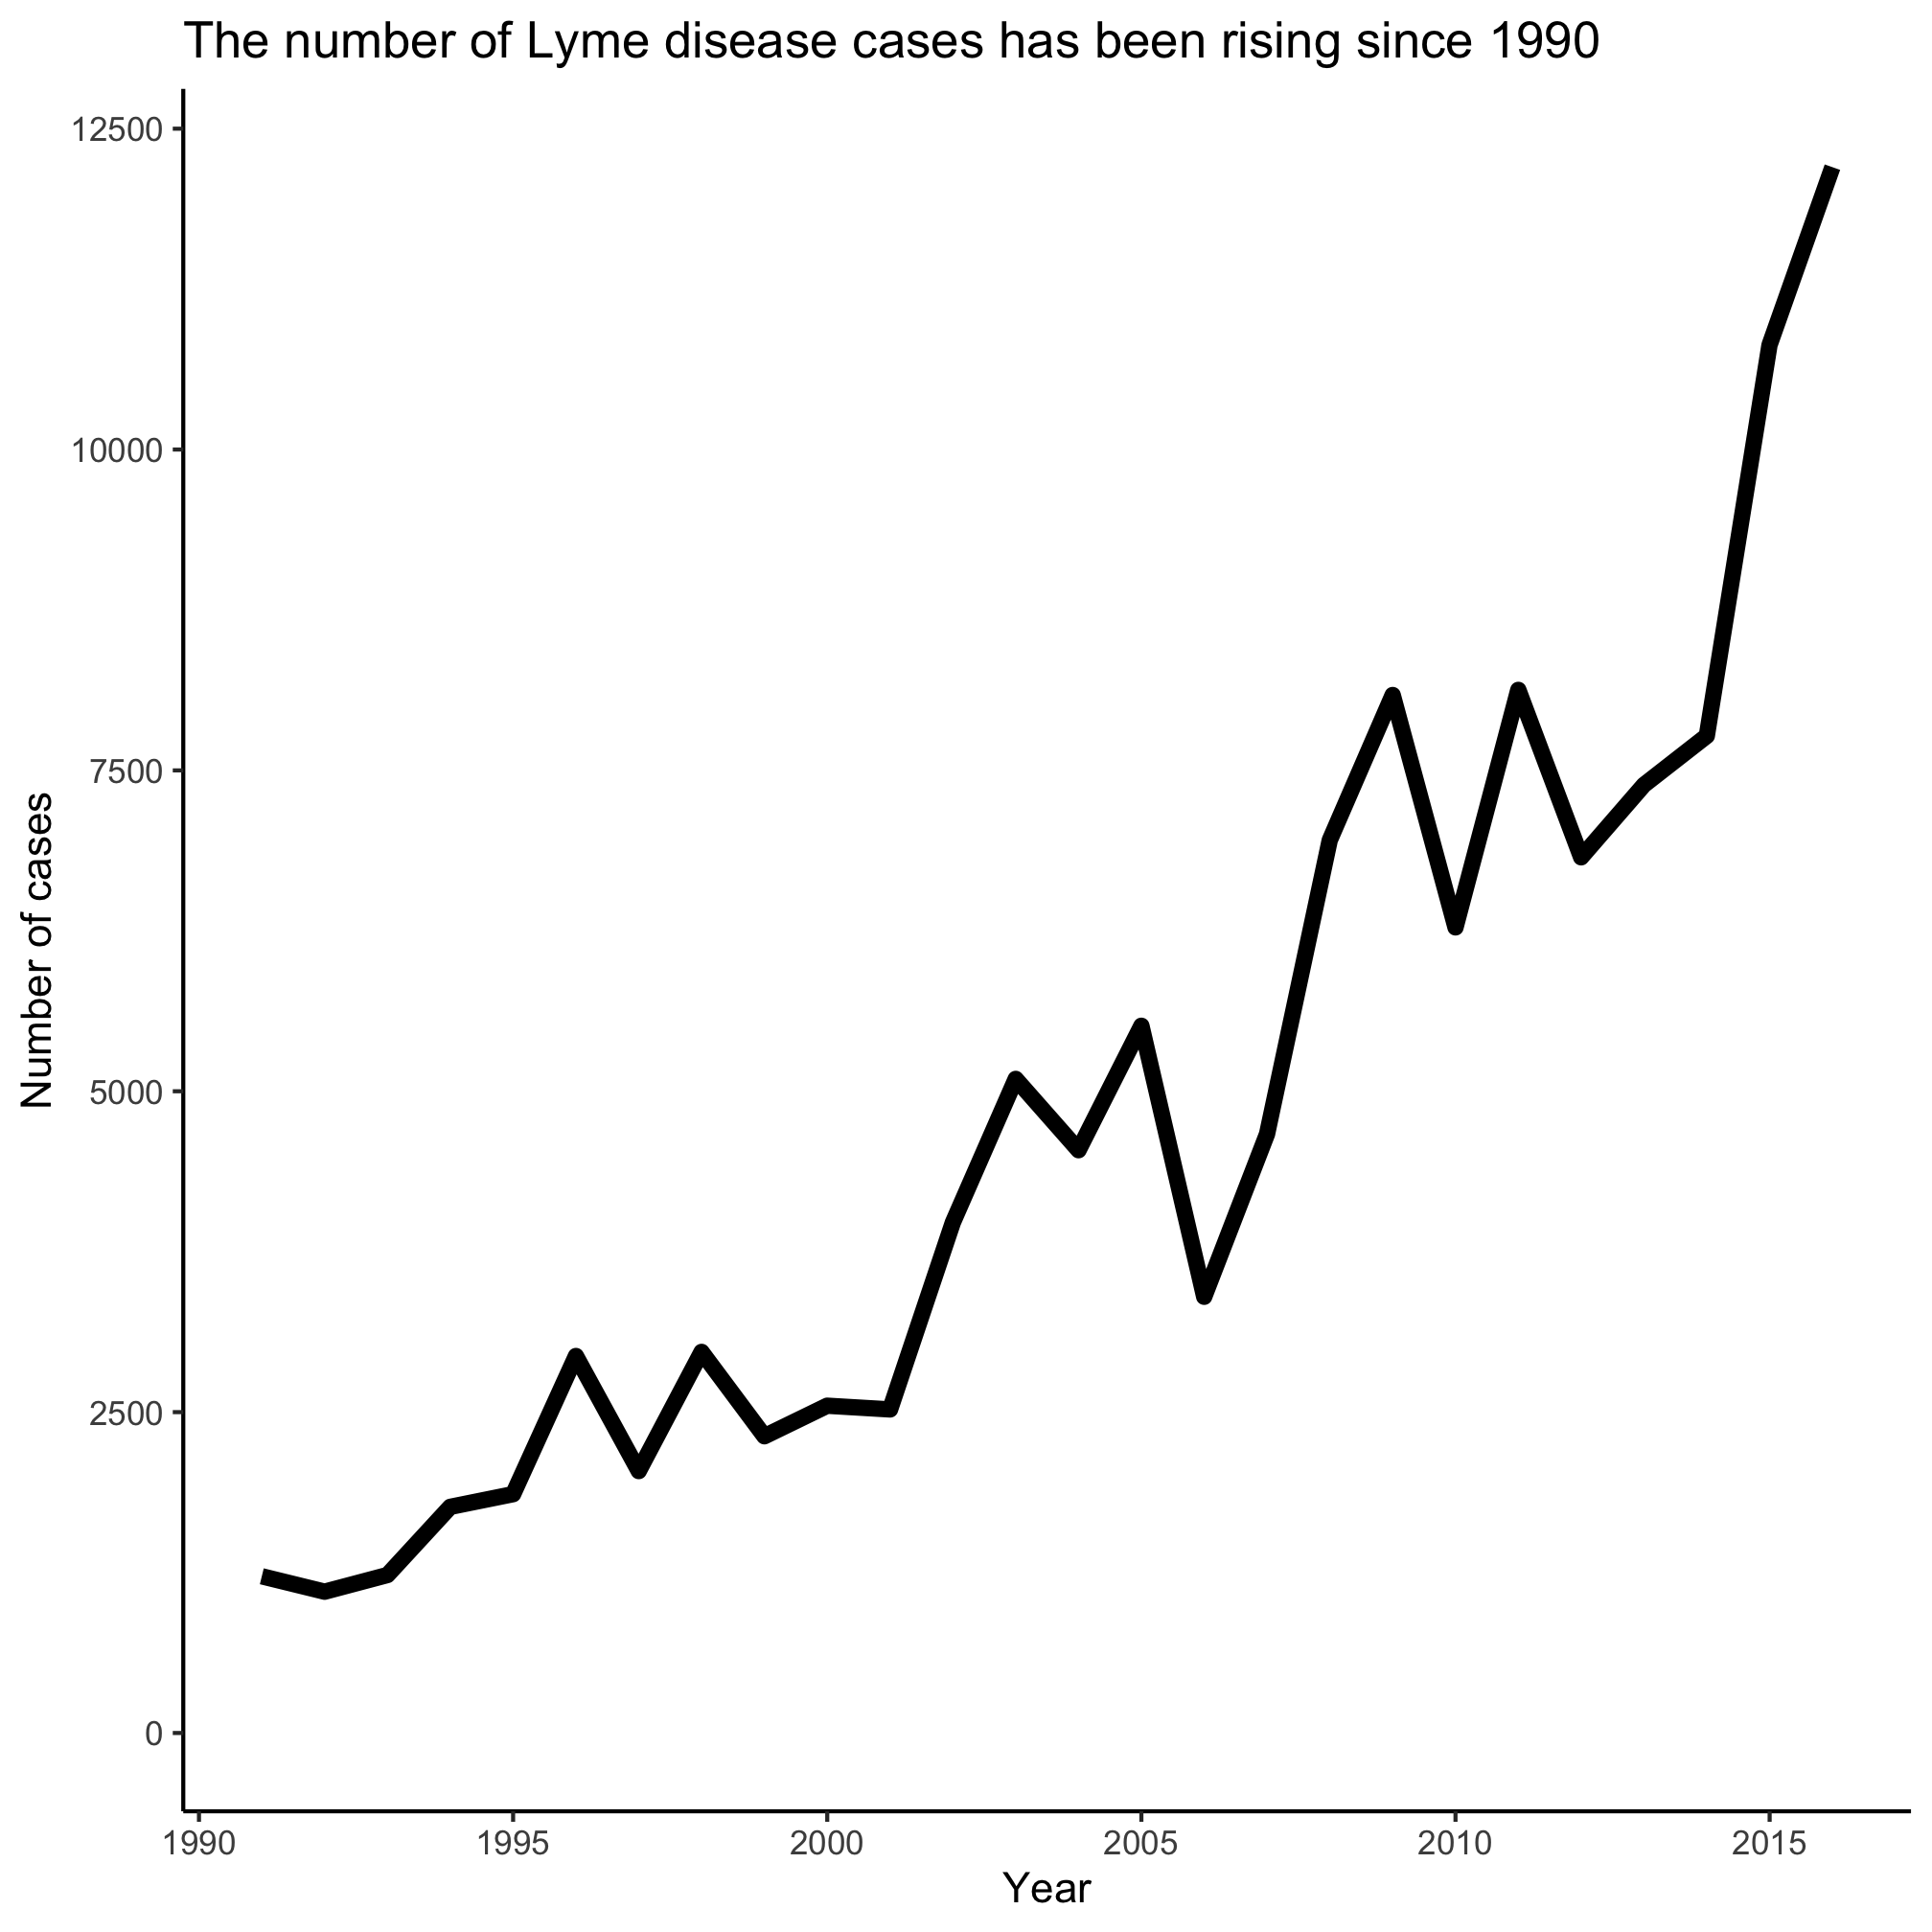 The number of Lyme disease cases has been rising since 1990
12500
10000
7500
5000
2500
0
Number of cases
1990 1995 2000 2005 2010 2015
Year